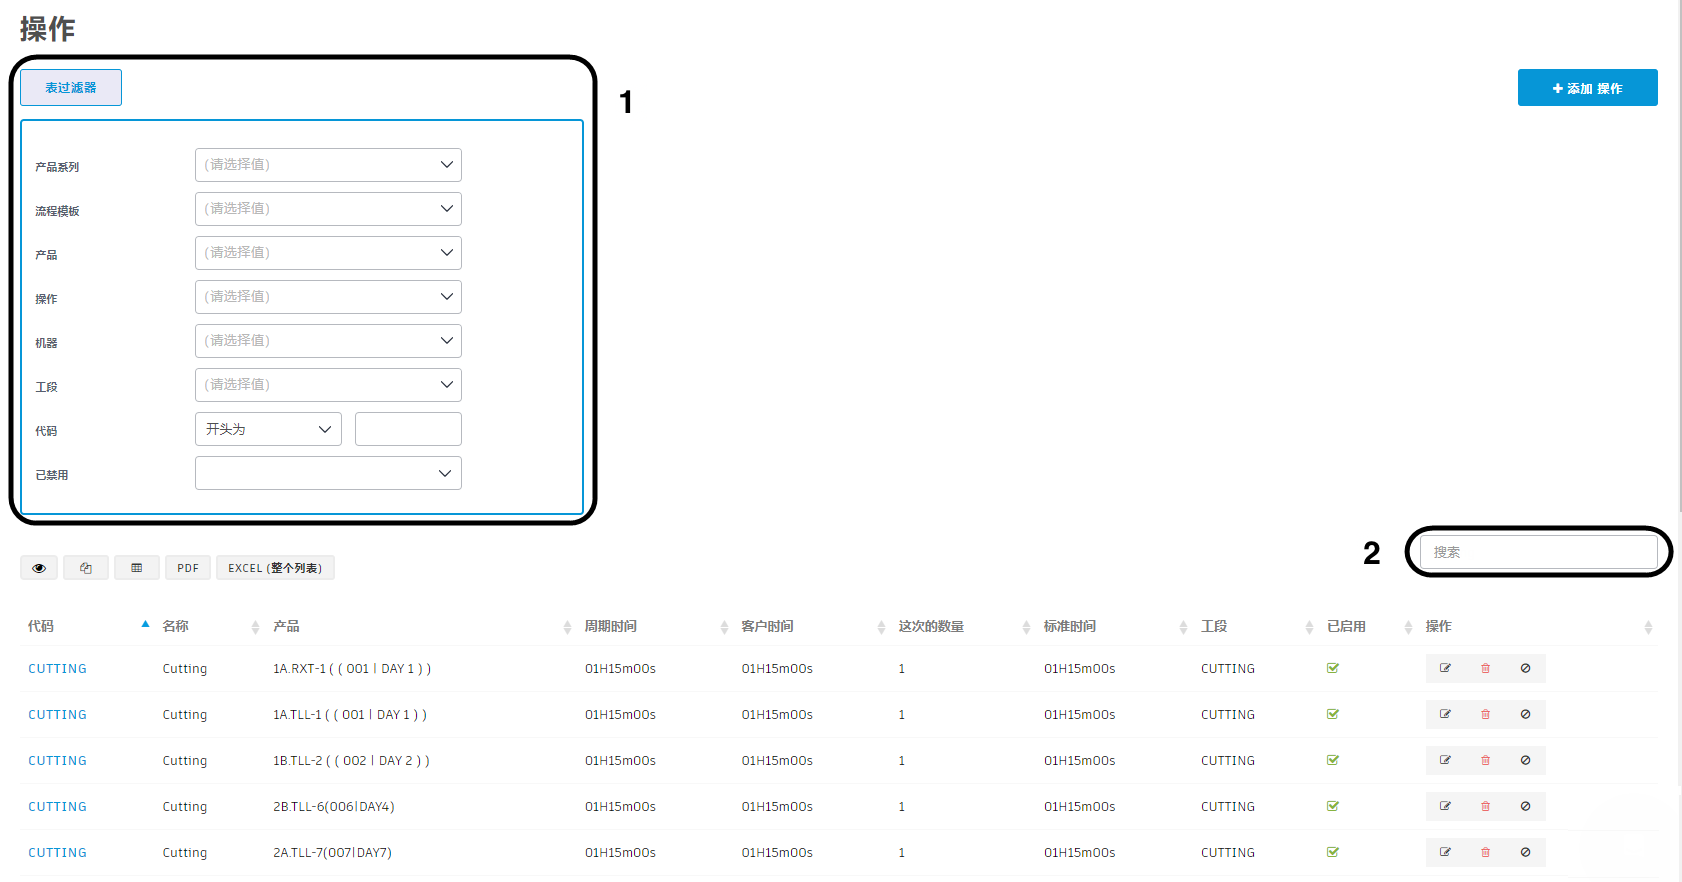 操作
表过滤器
1
添加 操作
产品系列 (请选择值)
流程模板 (请选择值)
产品 (请选择值)
操作 (请选择值)
机器 (请选择值)
工段 (请选择值)
代码 开头为
已禁用
2 搜索
PDF EXCEL (整个列表)
代码 名称 产品 周期时间 客户时间 这次的数量 标准时间 工段 已启用 操作
CUTTING Cutting 1A.RXT-1 ( ( 001 | DAY 1 ) ) 01H15m00s 01H15m00s 1 01H15m00s CUTTING
CUTTING Cutting 1A.TLL-1 ( ( 001 | DAY 1 ) ) 01H15m00s 01H15m00s 1 01H15m00s CUTTING
CUTTING Cutting 1B.TLL-2 ( ( 002 | DAY 2 ) ) 01H15m00s 01H15m00s 1 01H15m00s CUTTING
CUTTING Cutting 2B.TLL-6(006|DAY4) 01H15m00s 01H15m00s 1 01H15m00s CUTTING
CUTTING Cutting 2A.TLL-7(007|DAY7) 01H15m00s 01H15m00s 1 01H15m00s CUTTING